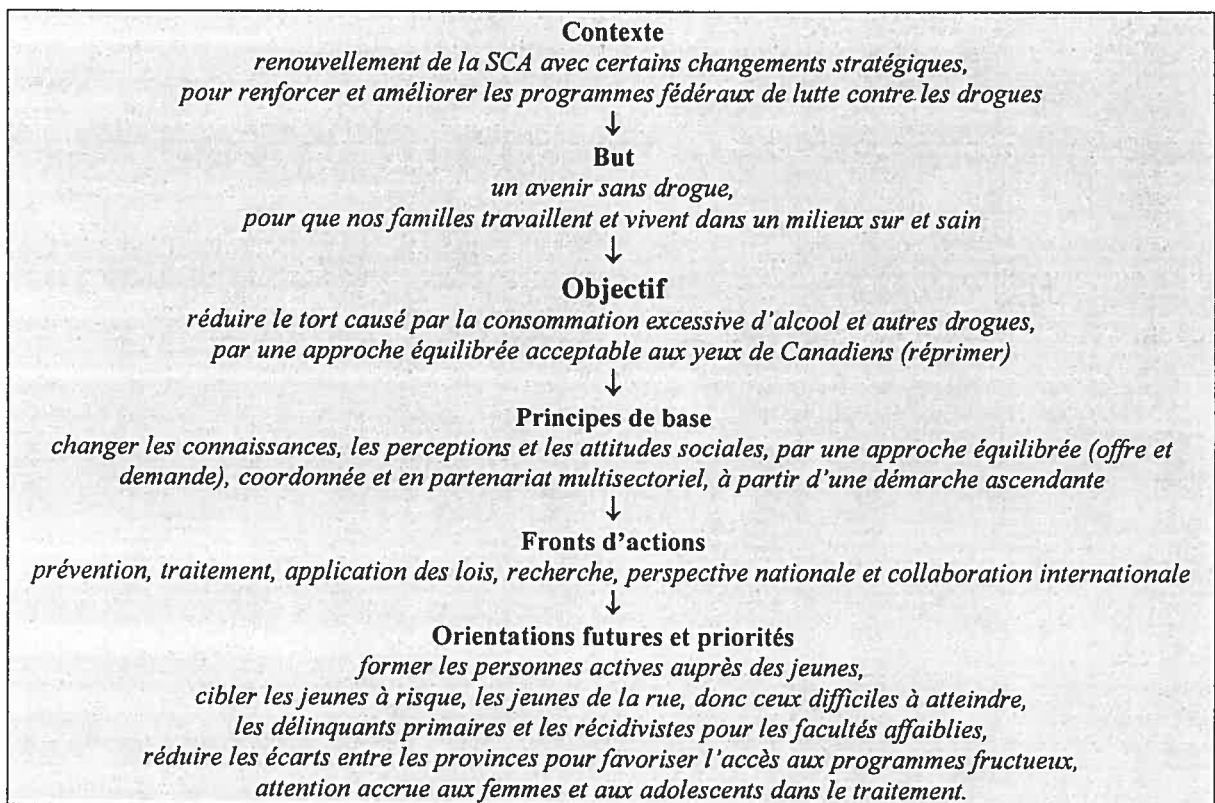 Contexte
renouvellement de la SCA avec certains changements stratégiques,
pour renforcer et améliorer les programmes fédéraux de lutte contre les drogues
↓
But
un avenir sans drogue,
pour que nos familles travaillent et vivent dans un milieux sur et sain
↓
Objectif
réduire le tort causé par la consommation excessive d'alcool et autres drogues,
par une approche équilibrée acceptable aux yeux de Canadiens (réprimer)
↓
Principes de base
changer les connaissances, les perceptions et les attitudes sociales, par une approche équilibrée (offre et
demande), coordonnée et en partenariat multisectoriel, à partir d'une démarche ascendante
↓
Fronts d'actions
prévention, traitement, application des lois, recherche, perspective nationale et collaboration internationale
↓
Orientations futures et priorités
former les personnes actives auprès des jeunes,
cibler les jeunes à risque, les jeunes de la rue, donc ceux difficiles à atteindre,
les délinquants primaires et les récidivistes pour les facultés affaiblies,
réduire les écarts entre les provinces pour favoriser l'accès aux programmes fructueux,
attention accrue aux femmes et aux adolescents dans le traitement.